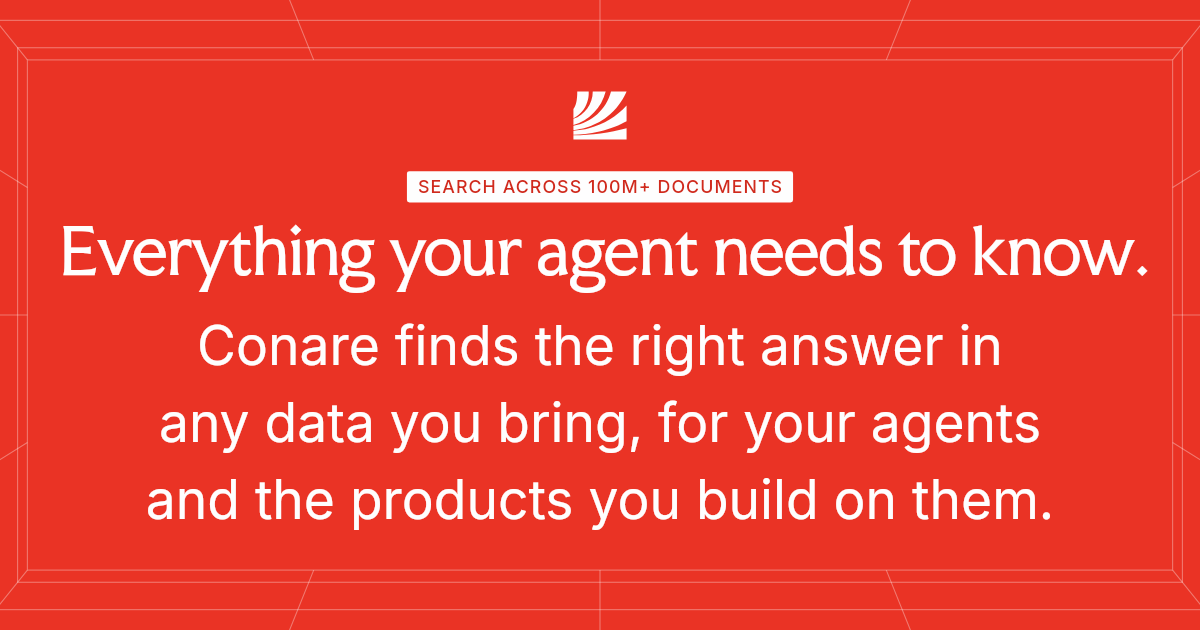 SEARCH ACROSS 100M+ DOCUMENTS
Everything your agent needs to know.
Conare finds the right answer in
any data you bring, for your agents
and the products you build on them.